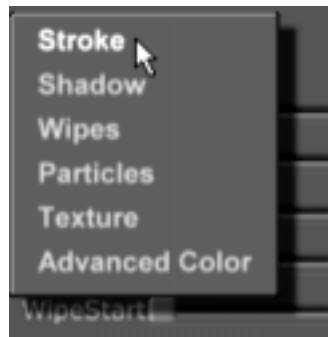 Stroke
Shadow
Wipes
Particles
Texture
Advanced Color
WipeStart